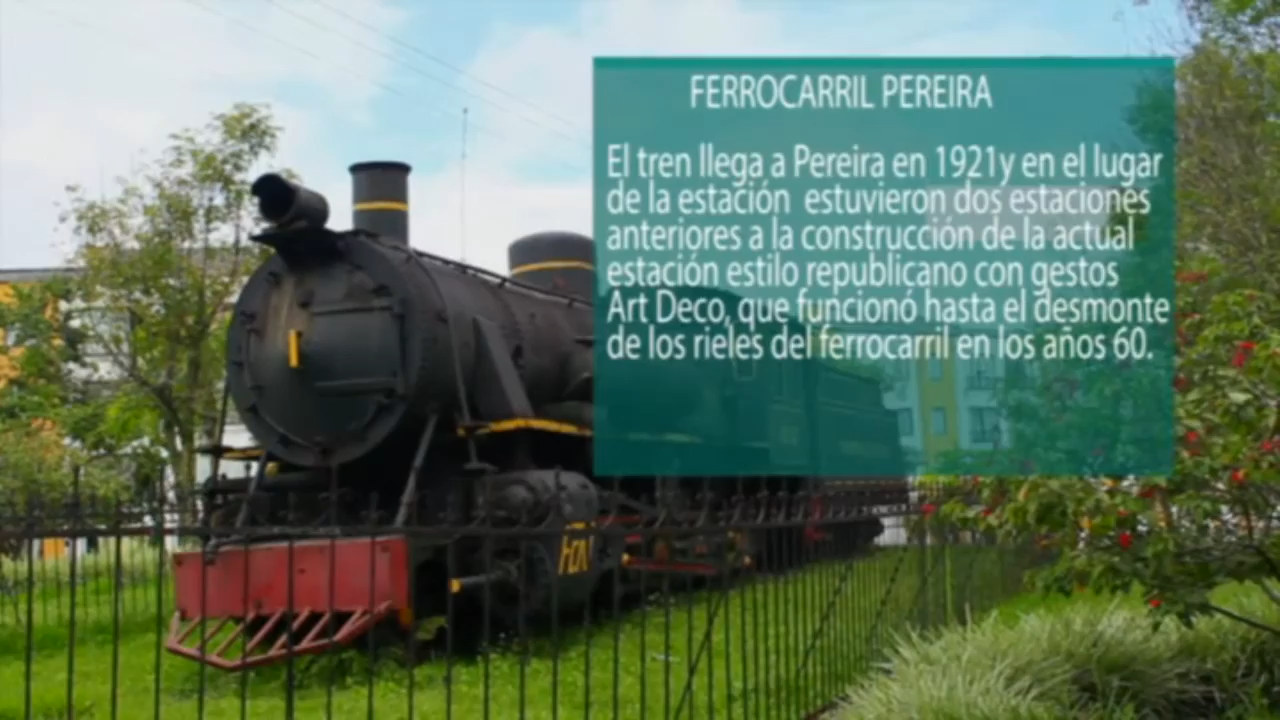 FERROCARRIL PEREIRA
El tren llega a Pereira en 1921y en el lugar
de la estación estuvieron dos estaciones
anteriores a la construcción de la actual
estación estilo republicano con gestos
Art Deco, que funcionó hasta el desmonte
de los rieles del ferrocarril en los años 60.